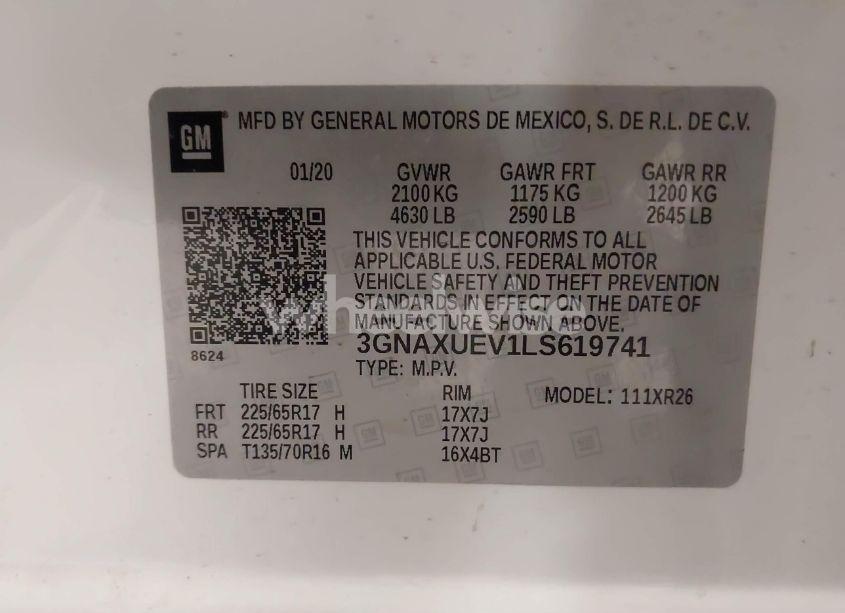 GM
MFD BY GENERAL MOTORS DE MEXICO, S. DE R.L. DE C.V.
01/20 GVWR GAWR FRT GAWR RR
2100 KG 1175 KG 1200 KG
4630 LB 2590 LB 2645 LB
THIS VEHICLE CONFORMS TO ALL
APPLICABLE U.S. FEDERAL MOTOR
VEHICLE SAFETY AND THEFT PREVENTION
STANDARDS IN EFFECT ON THE DATE OF
MANUFACTURE SHOWN ABOVE.
8624
3GNAXUEV1LS619741
TYPE: M.P.V.
TIRE SIZE RIM MODEL: 111XR26
FRT 225/65R17 H 17X7J
RR 225/65R17 H 17X7J
SPA T135/70R16 M 16X4BT